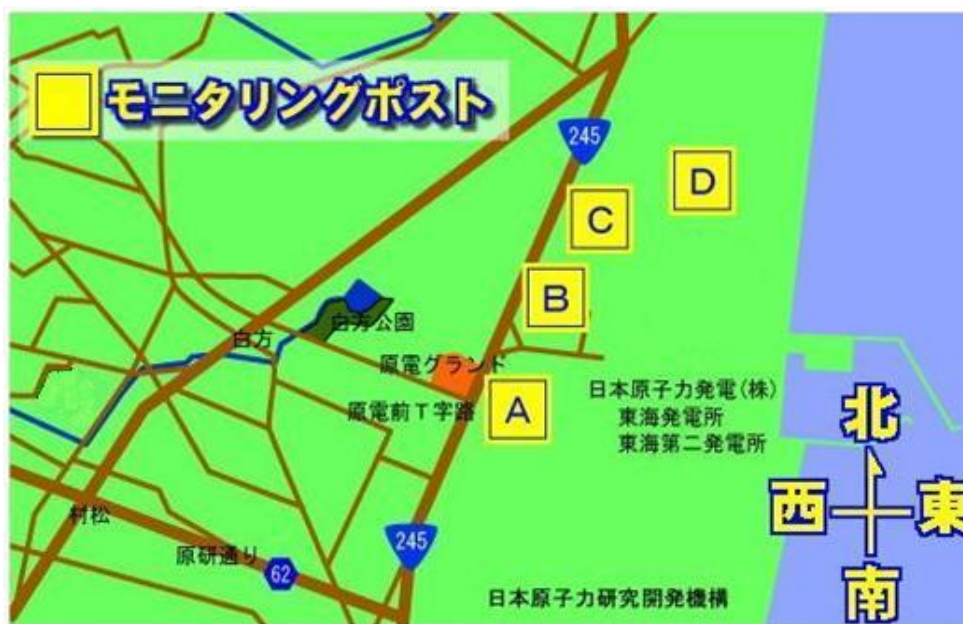 モニタリングポスト
245
D
C
B
白方公園
白方
原電グランド
原電前T字路
A
日本原子力発電(株)
東海発電所
東海第二発電所
北
西
東
南
村松
原研通り
62
245
日本原子力研究開発機構